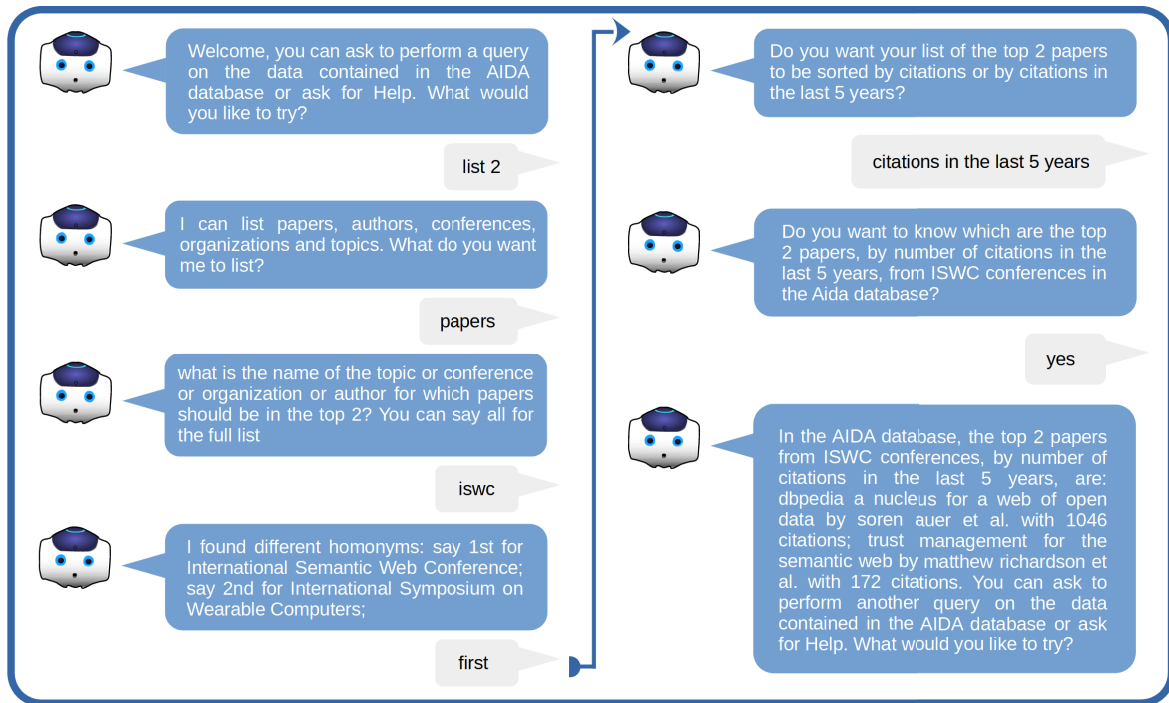 Welcome, you can ask to perform a query
on the data contained in the AIDA
database or ask for Help. What would
you like to try?
list 2
I can list papers, authors, conferences,
organizations and topics. What do you want
me to list?
papers
what is the name of the topic or conference
or organization or author for which papers
should be in the top 2? You can say all for
the full list
iswc
I found different homonyms: say 1st for
International Semantic Web Conference;
say 2nd for International Symposium on
Wearable Computers;
first
Do you want your list of the top 2 papers
to be sorted by citations or by citations in
the last 5 years?
citations in the last 5 years
Do you want to know which are the top
2 papers, by number of citations in the
last 5 years, from ISWC conferences in
the Aida database?
yes
In the AIDA database, the top 2 papers
from ISWC conferences, by number of
citations in the last 5 years, are:
dbpedia a nucleus for a web of open
data by soren auer et al. with 1046
citations; trust management for the
semantic web by matthew richardson et
al. with 172 citations. You can ask to
perform another query on the data
contained in the AIDA database or ask
for Help. What would you like to try?